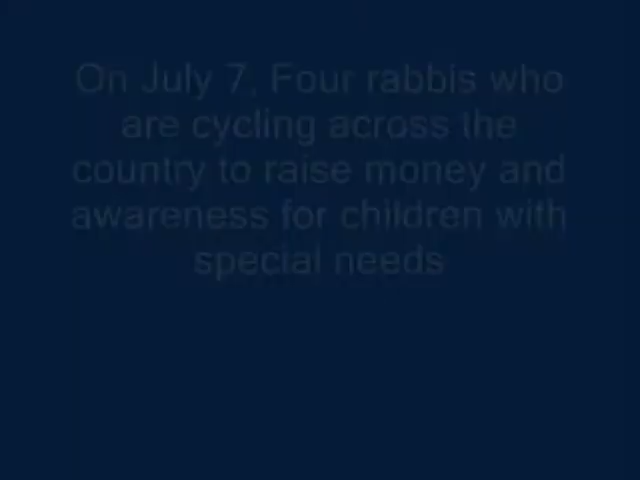 On July 7, Four rabbis who
are cycling across the
country to raise money and
awareness for children with
special needs